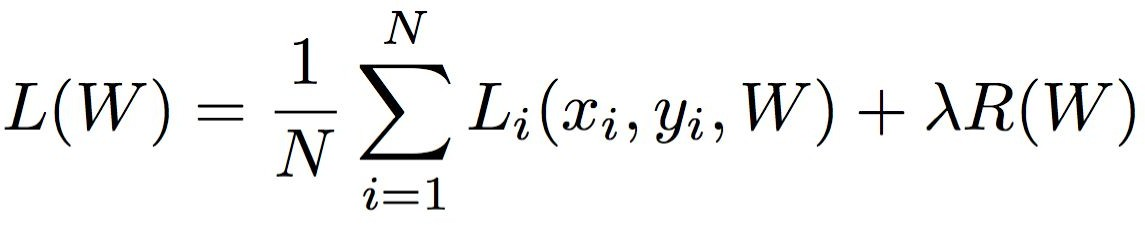 L(W) = \frac{1}{N} \sum_{i=1}^{N} L_i(x_i, y_i, W) + \lambda R(W)